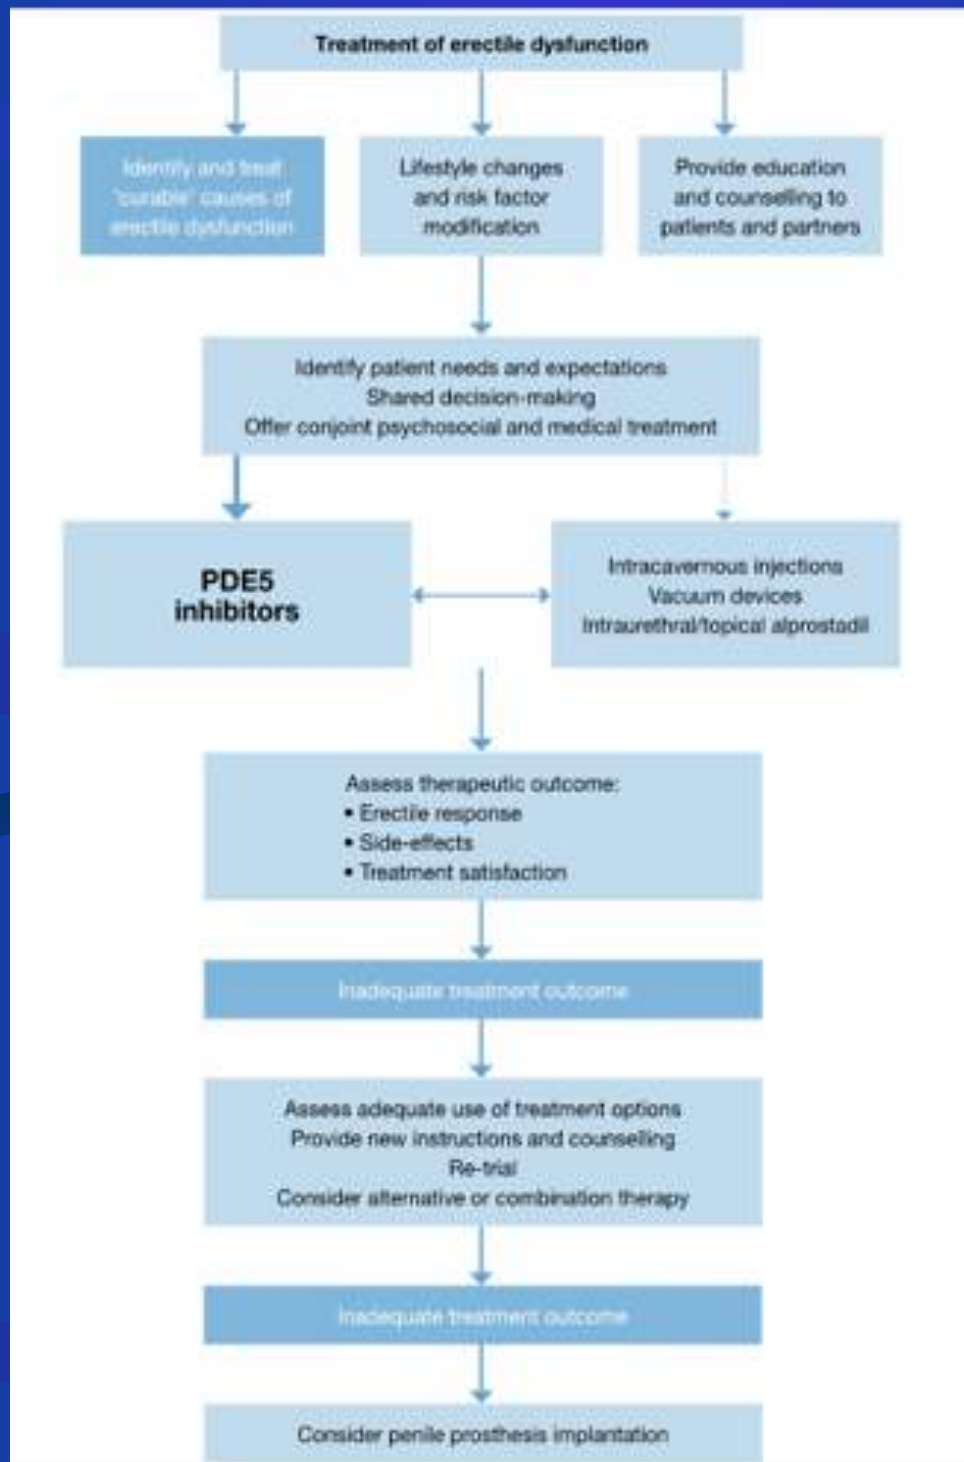 Treatment of erectile dysfunction
Identify and treat
'curable' causes of
erectile dysfunction
Lifestyle changes
and risk factor
modification
Provide education
and counselling to
patients and partners
Identify patient needs and expectations
Shared decision-making
Offer conjoint psychosocial and medical treatment
PDE5
inhibitors
Intracavernous injections
Vacuum devices
Intraurethral/topical alprostadil
Assess therapeutic outcome:
• Erectile response
• Side-effects
• Treatment satisfaction
Inadequate treatment outcome
Assess adequate use of treatment options
Provide new instructions and counselling
Re-trial
Consider alternative or combination therapy
Inadequate treatment outcome
Consider penile prosthesis implantation